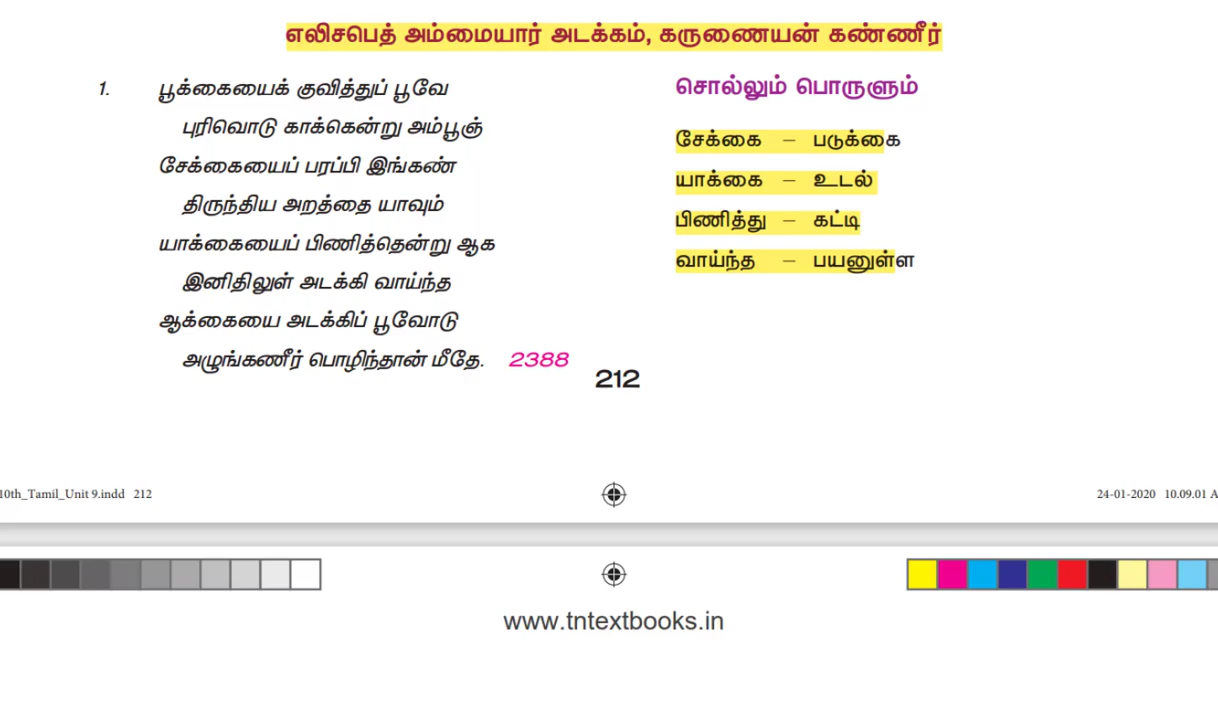 எலிசபெத் அம்மையார் அடக்கம், கருணையன் கண்ணீர்
1. பூக்கையைக் குவித்துப் பூவே
புரிவொடு காக்கென்று அம்பூஞ்
சேக்கையைப் பரப்பி இங்கண்
திருந்திய அறத்தை யாவும்
யாக்கையைப் பிணித்தென்று ஆக
இனிதிலுள் அடக்கி வாய்ந்த
ஆக்கையை அடக்கிப் பூவோடு
அழுங்கணீர் பொழிந்தான் மீதே. 2388
சொல்லும் பொருளும்
சேக்கை – படுக்கை
யாக்கை – உடல்
பிணித்து – கட்டி
வாய்ந்த – பயனுள்ள
212
10th_Tamil_Unit 9.indd 212
24-01-2020 10.09.01 A
www.tntextbooks.in